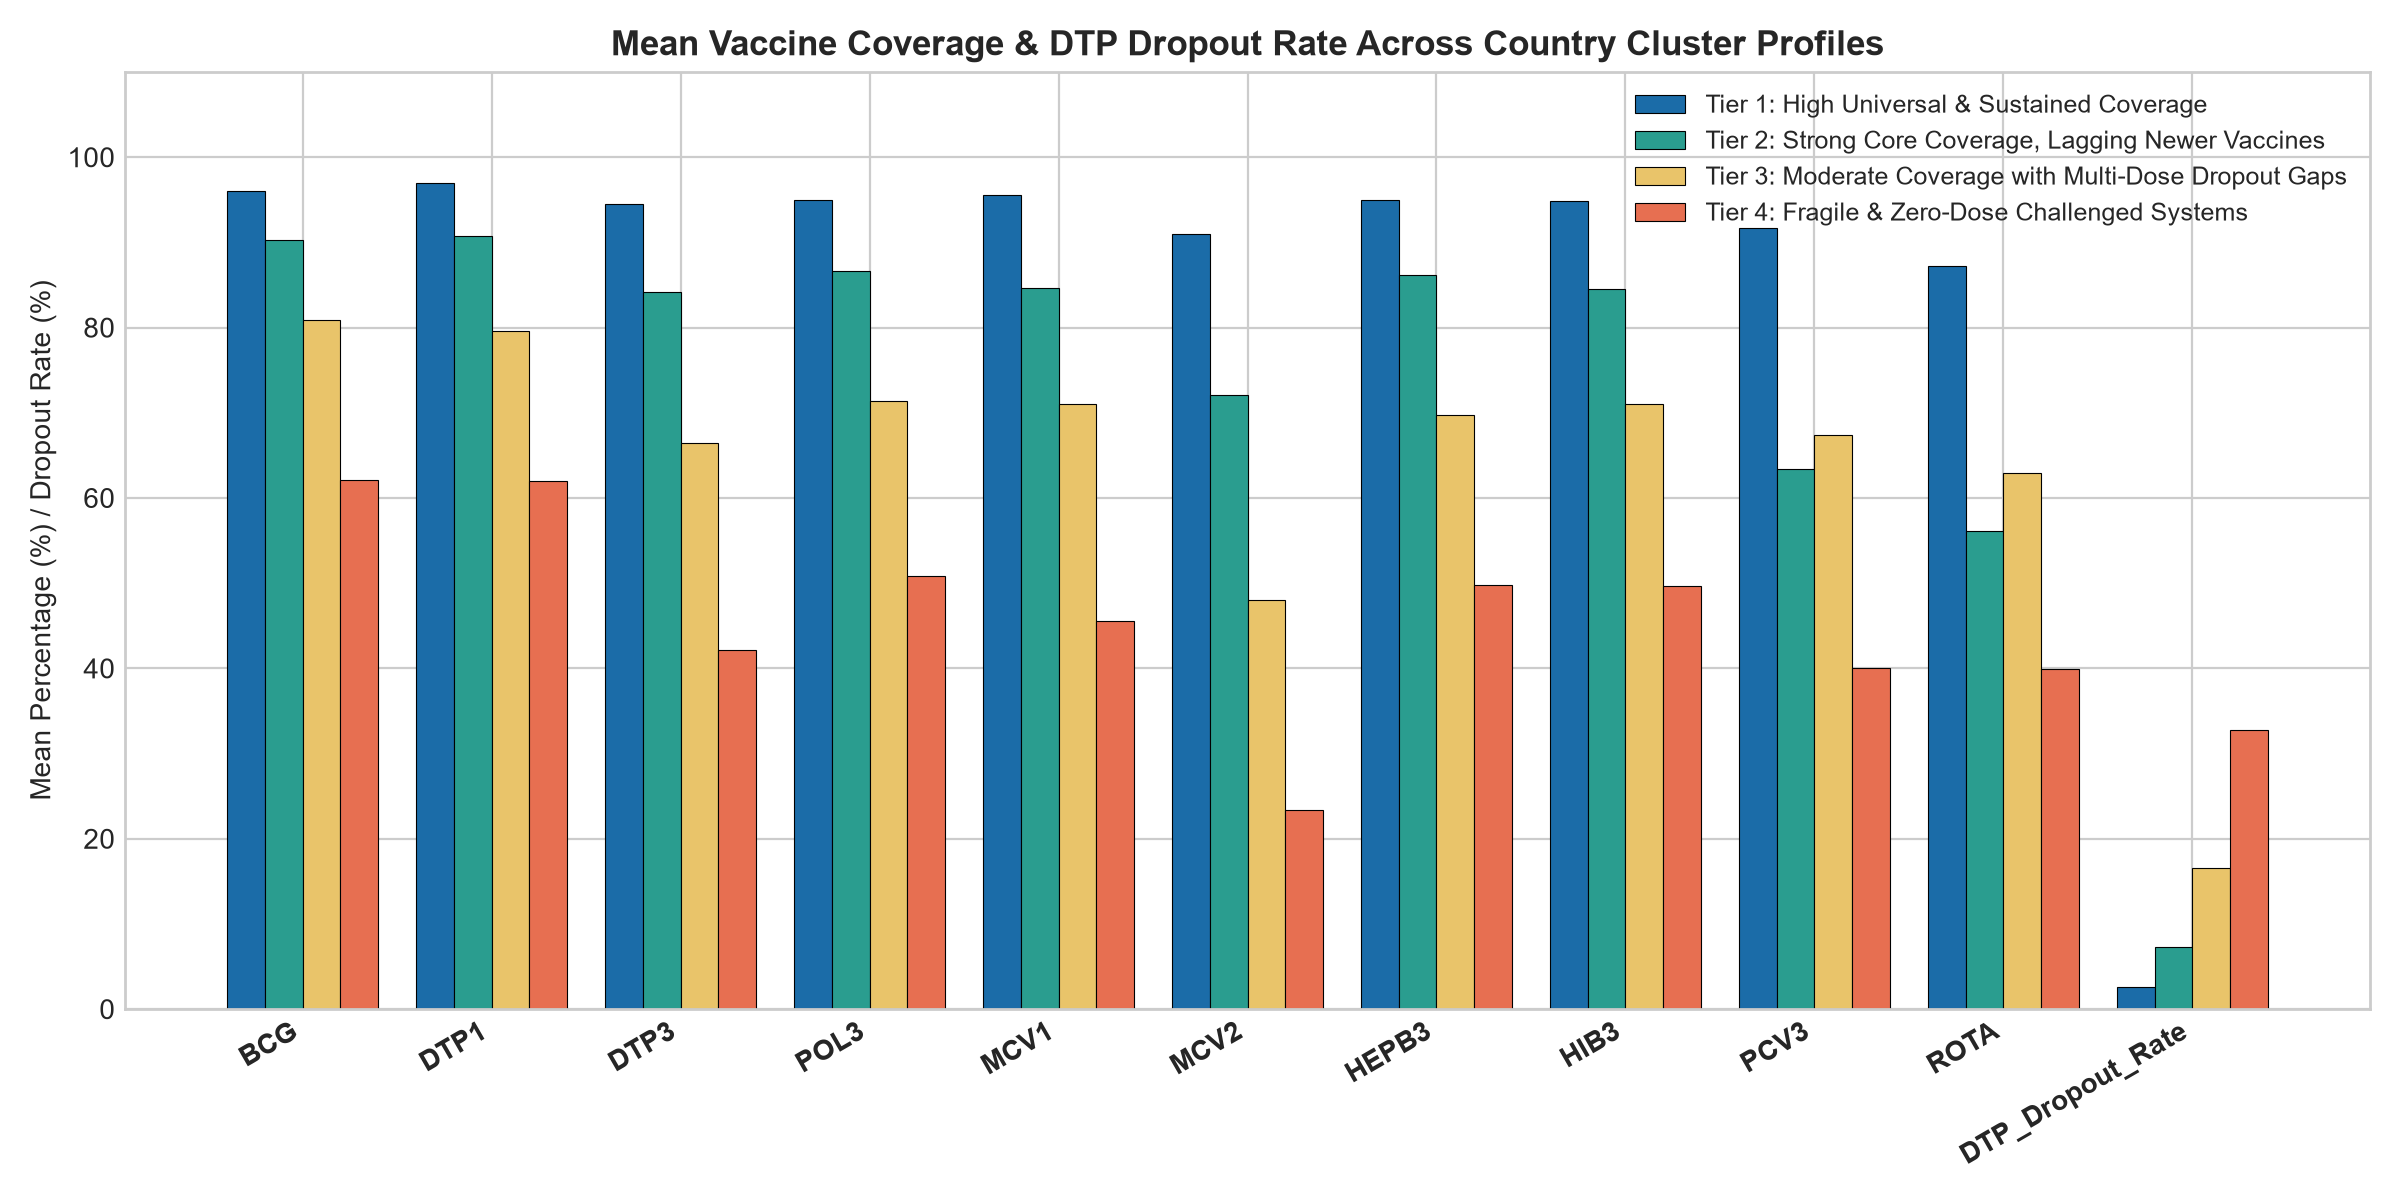 Mean Vaccine Coverage & DTP Dropout Rate Across Country Cluster Profiles
Tier 1: High Universal & Sustained Coverage
Tier 2: Strong Core Coverage, Lagging Newer Vaccines
Tier 3: Moderate Coverage with Multi-Dose Dropout Gaps
Tier 4: Fragile & Zero-Dose Challenged Systems
Mean Percentage (%) / Dropout Rate (%)
100
80
60
40
20
0
BCG
DTP1
DTP3
POL3
MCV1
MCV2
HEPB3
HIB3
PCV3
ROTA
DTP_Dropout_Rate